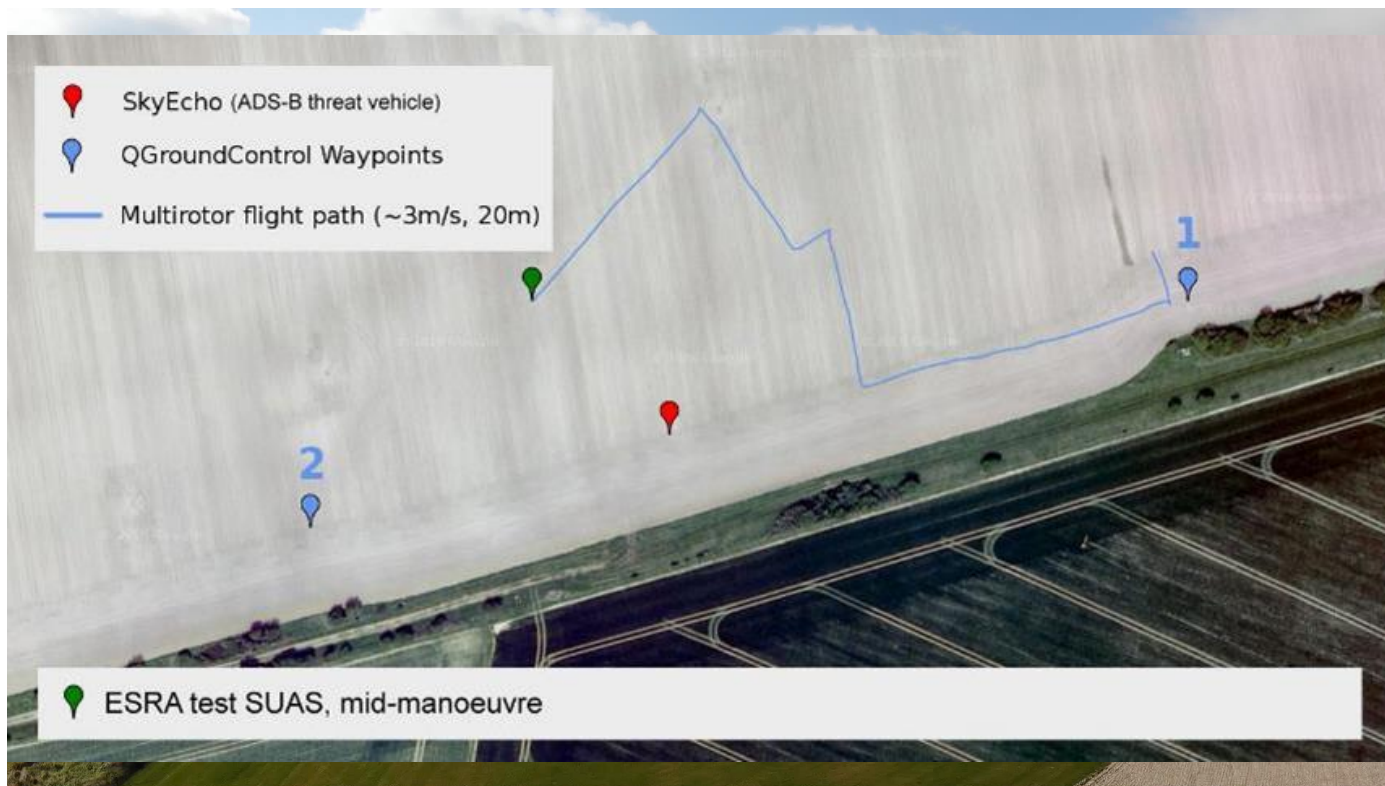 SkyEcho (ADS-B threat vehicle)
QGroundControl Waypoints
Multirotor flight path (~3m/s, 20m)
1
2
ESRA test SUAS, mid-manoeuvre